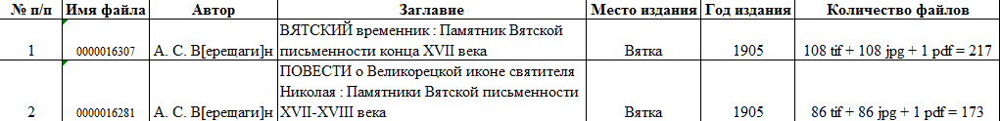 № п/п Имя файла Автор Заглавие Место издания Год издания Количество файлов
1 0000016307 А. С. В[ерещаги]н ВЯТСКИЙ временник : Памятник Вятской письменности конца XVII века Вятка 1905 108 tif + 108 jpg + 1 pdf = 217
2 0000016281 А. С. В[ерещаги]н ПОВЕСТИ о Великорецкой иконе святителя Николая : Памятники Вятской письменности XVII-XVIII века Вятка 1905 86 tif + 86 jpg + 1 pdf = 173